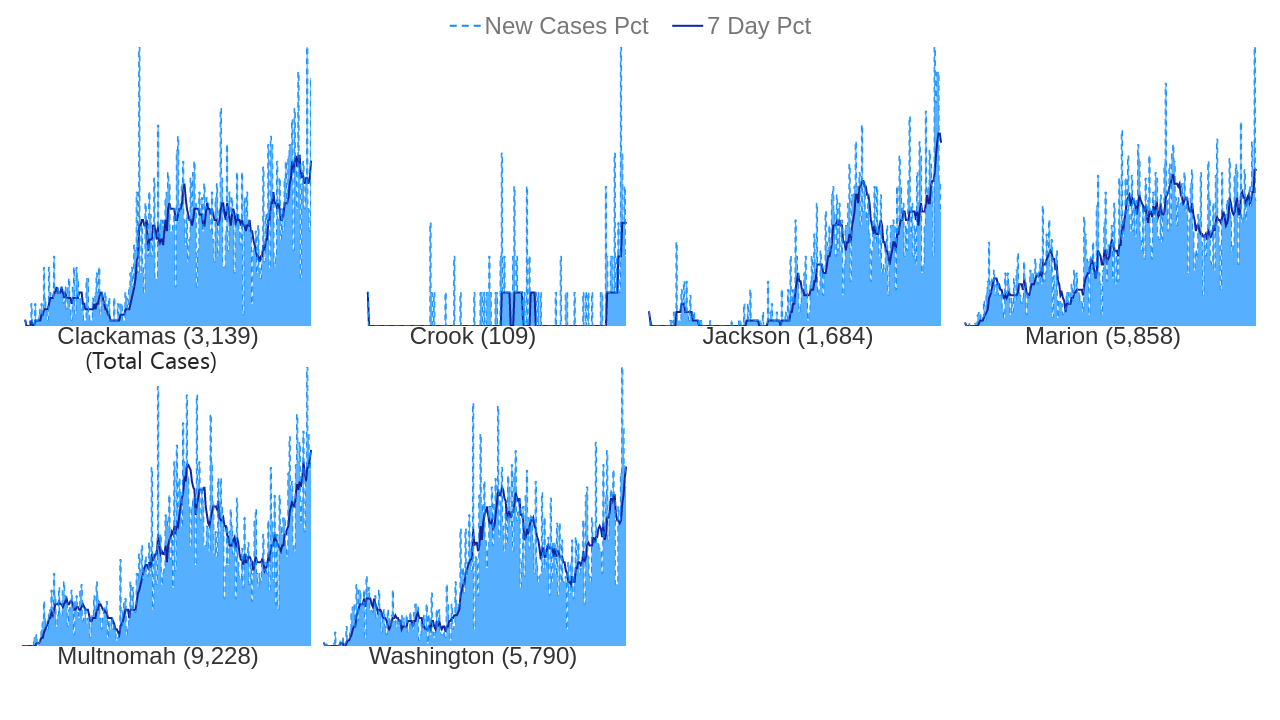 New Cases Pct 7 Day Pct
Clackamas (3,139) Crook (109) Jackson (1,684) Marion (5,858)
(Total Cases)
Multnomah (9,228) Washington (5,790)